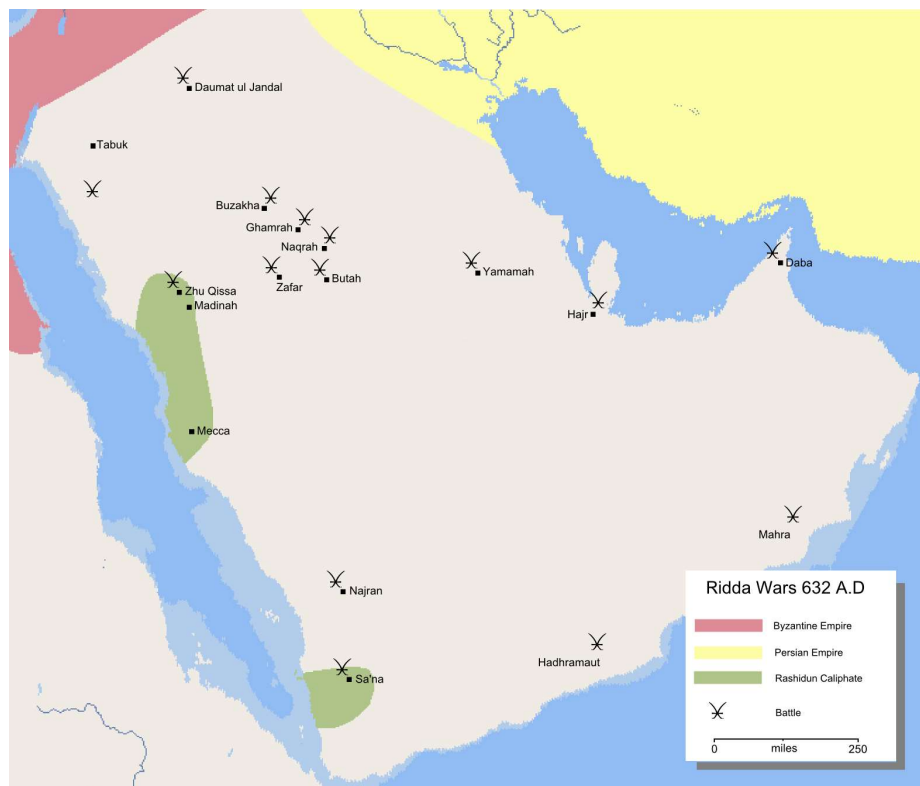 Daumat ul Jandal
Tabuk
Buzakha
Ghamrah
Naqrah
Zafar
Butah
Yamamah
Daba
Zhu Qissa
Madinah
Hajr
Mecca
Mahra
Najran
Hadhramaut
Sa'na
Ridda Wars 632 A.D
Byzantine Empire
Persian Empire
Rashidun Caliphate
Battle
0 miles 250